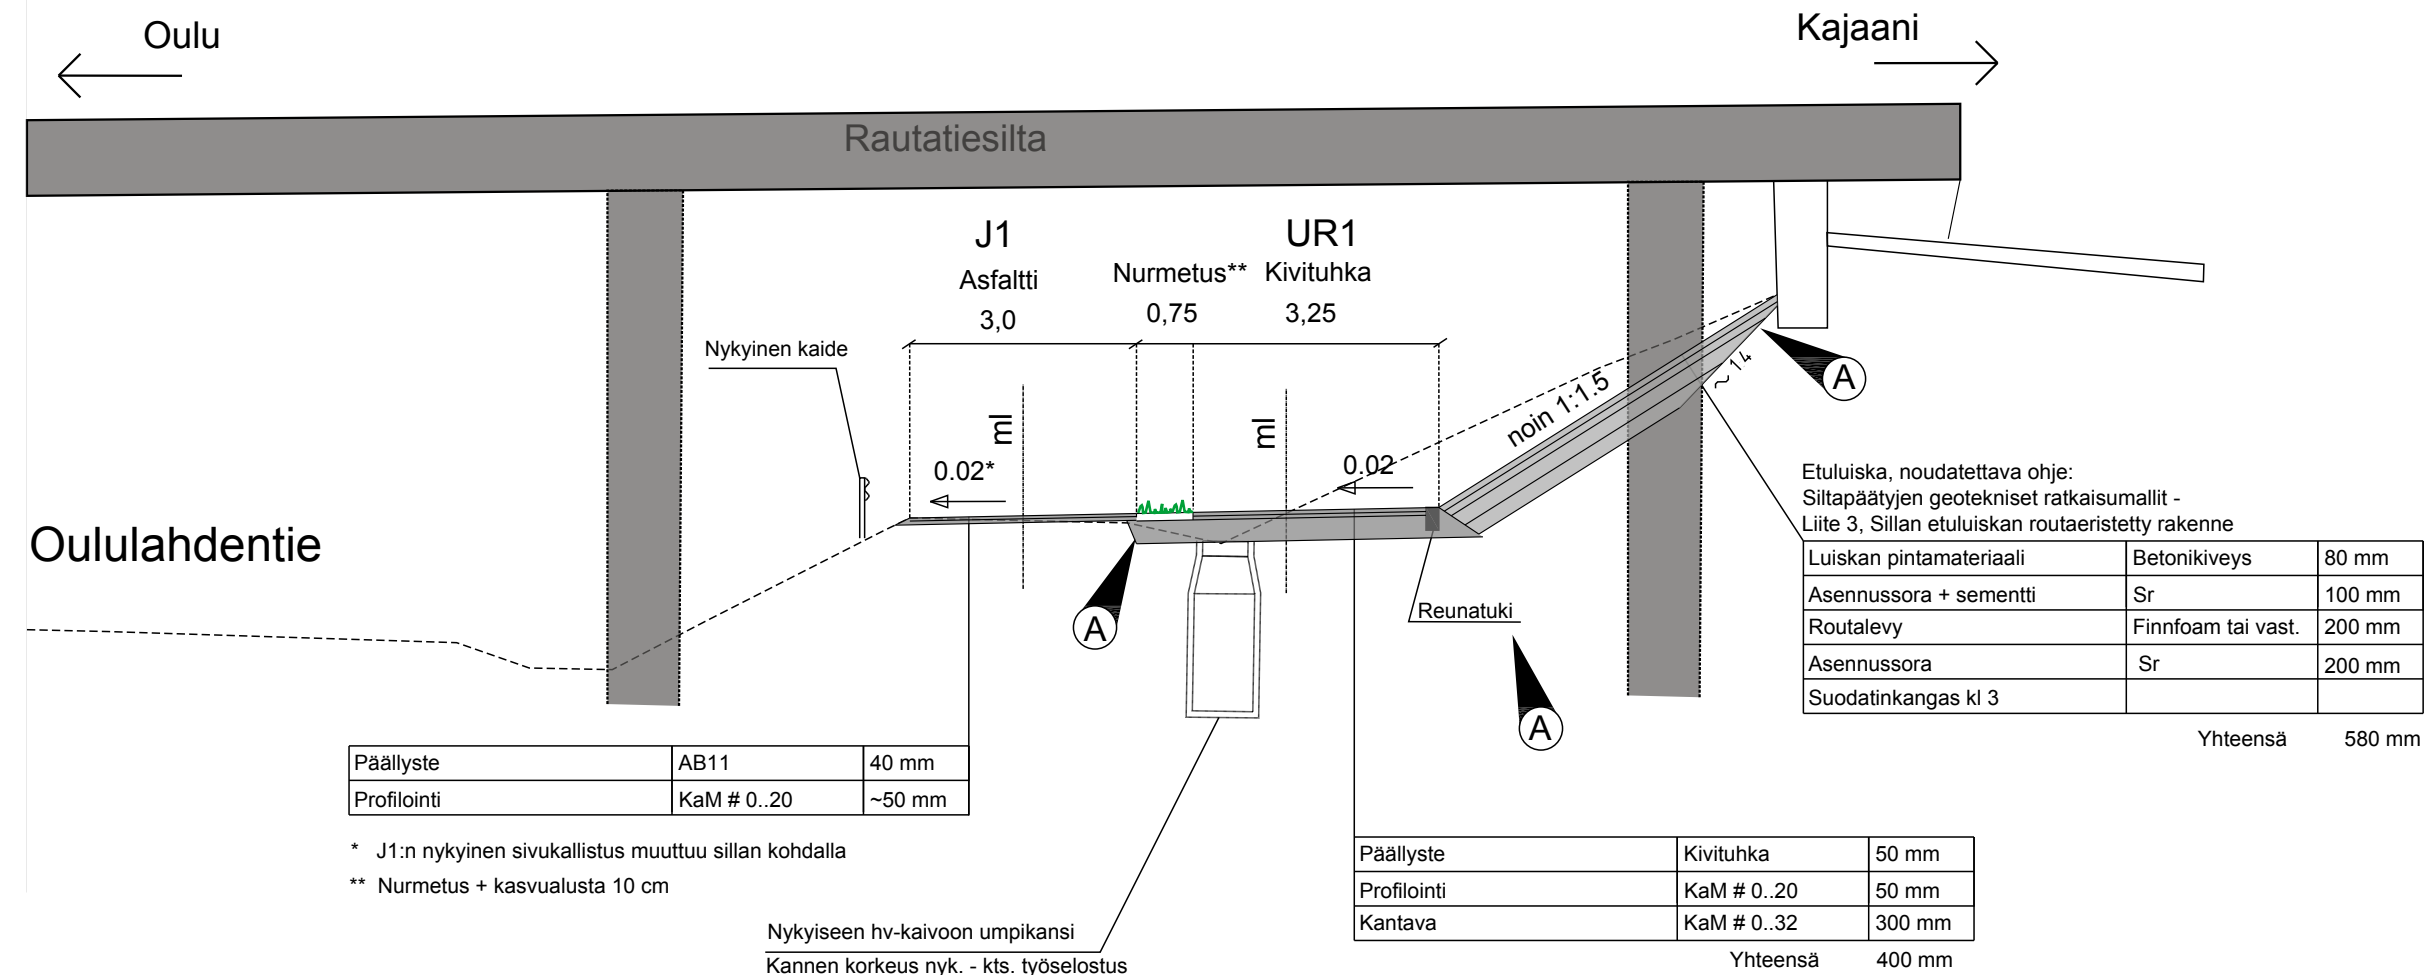 Oulu
Kajaani
Rautatiesilta
J1
Asfaltti
3,0
Nurmetus**
0,75
UR1
Kivituhka
3,25
Nykyinen kaide
ml
ml
0.02*
0.02
noin 1:1.5
~ 14
A
A
A
Oululahdentie
Reunatuki
Etuluiska, noudatettava ohje:
Siltapäätyjen geotekniset ratkaisumallit -
Liite 3, Sillan etuluiskan routaeristetty rakenne
Luiskan pintamateriaali Betonikiveys 80 mm
Asennussora + sementti Sr 100 mm
Routalevy Finnfoam tai vast. 200 mm
Asennussora Sr 200 mm
Suodatinkangas kl 3
Yhteensä 580 mm
Päällyste AB11 40 mm
Profilointi KaM # 0..20 ~50 mm
* J1:n nykyinen sivukallistus muuttuu sillan kohdalla
** Nurmetus + kasvualusta 10 cm
Päällyste Kivituhka 50 mm
Profilointi KaM # 0..20 50 mm
Kantava KaM # 0..32 300 mm
Yhteensä 400 mm
Nykyiseen hv-kaivoon umpikansi
Kannen korkeus nyk. - kts. työselostus